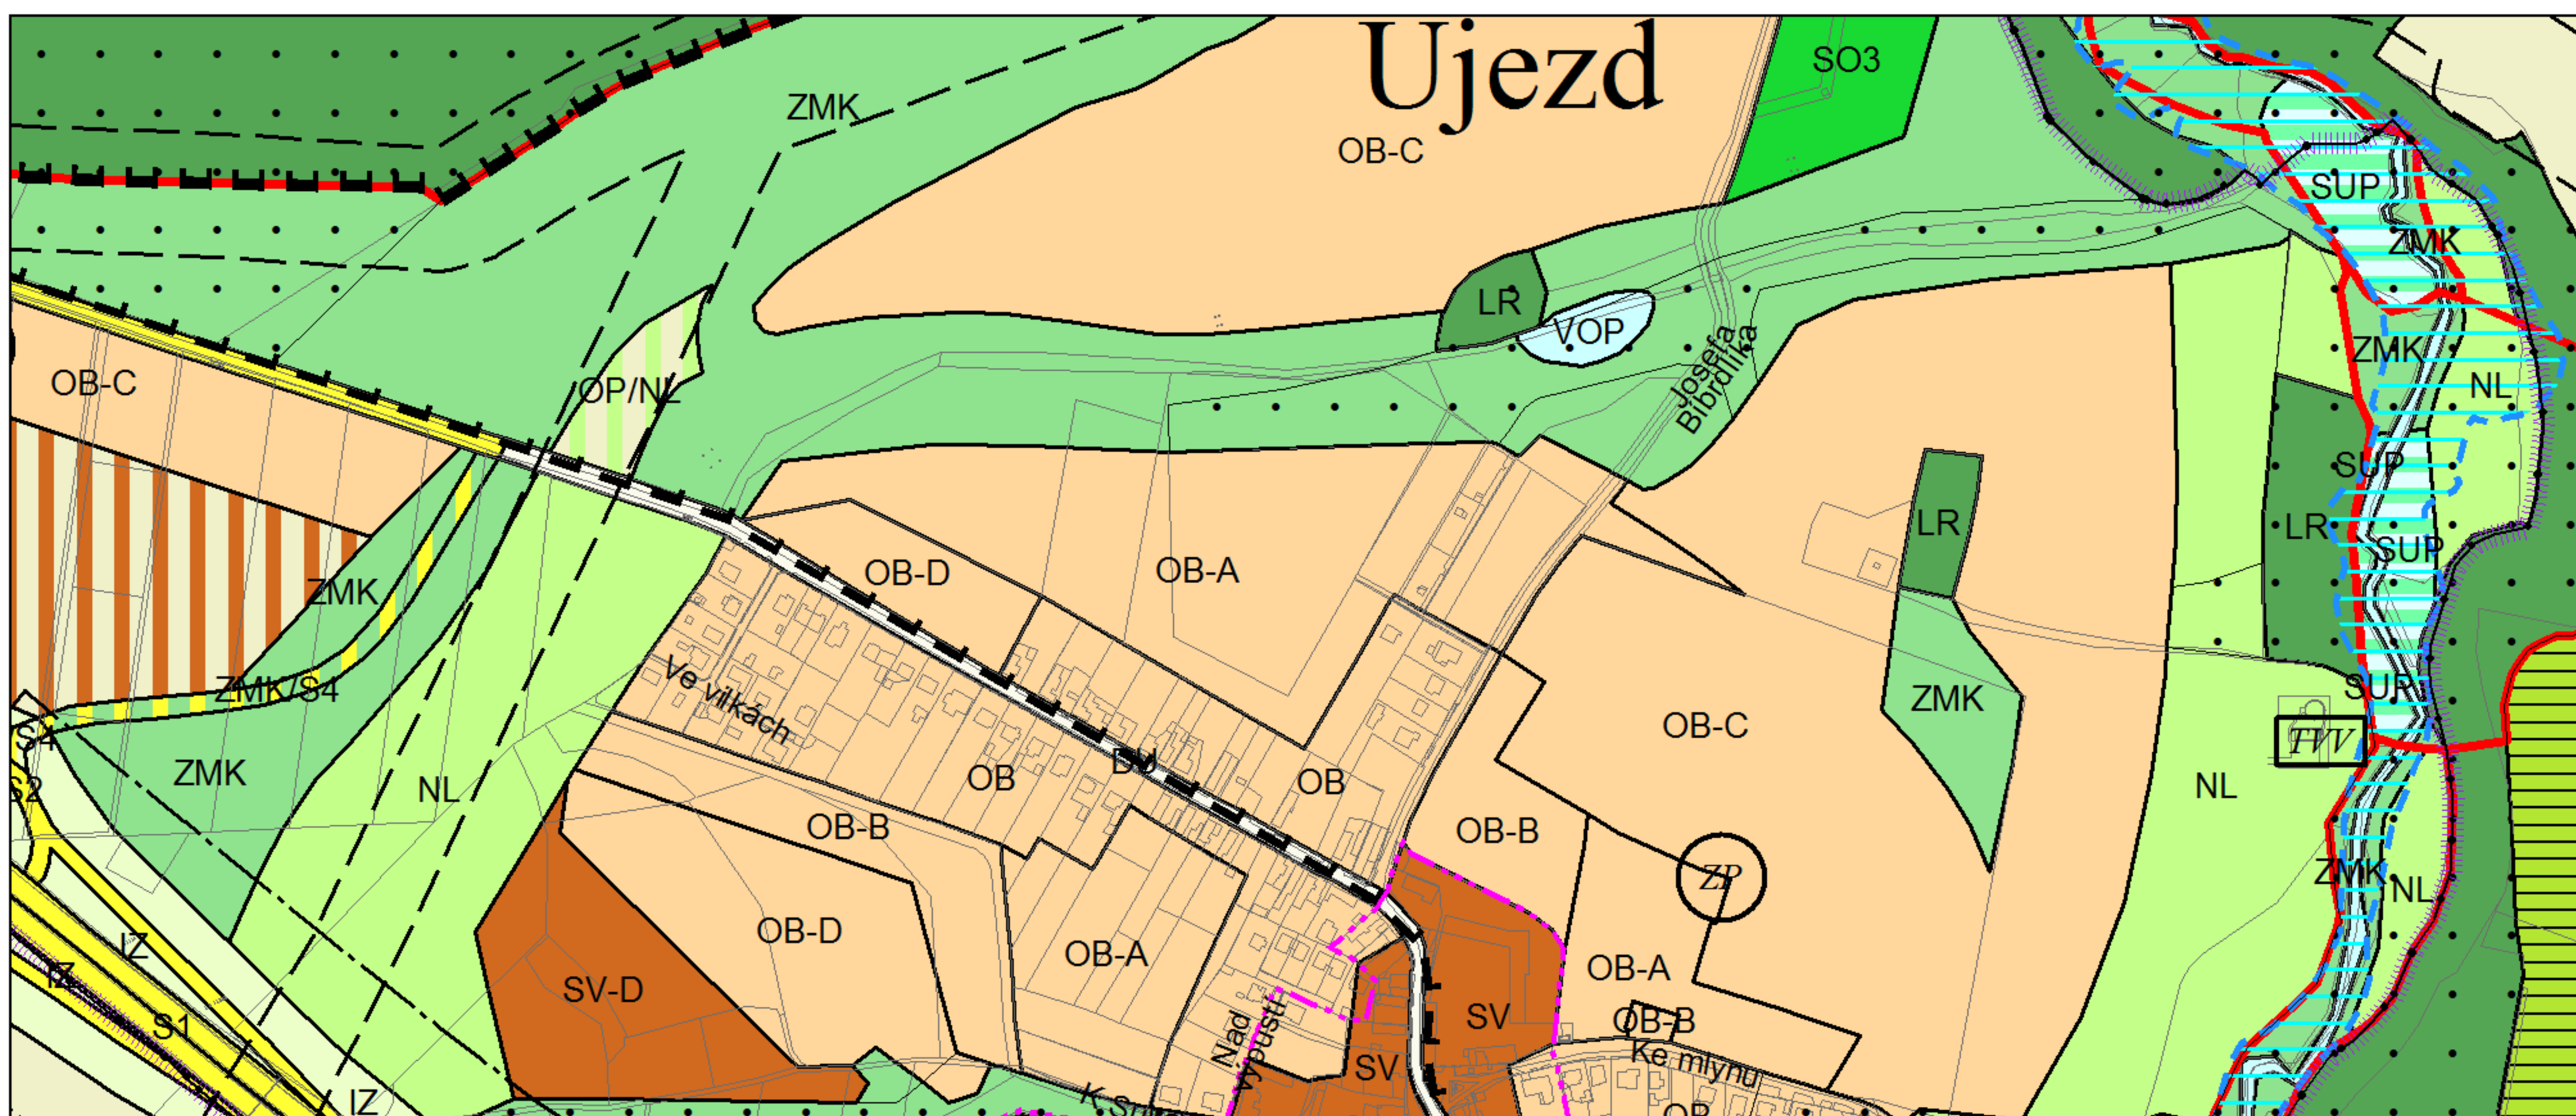 Ujezd
SO3
ZMK
OB-C
SUP
ZMK
LR
VOP
ZMK
Josefa
Bíbrdlíka
OB-C
OP/NL
NL
SUP
LR
LR
SUP
OB-D
OB-A
ZMK
Ve vilkách
ZMK/S4
SUP
ZMK
OB-C
TVV
S4
DU
ZMK
NL
OB
OB
NL
S2
OB-B
OB-B
ZP
ZMK
NL
OB-D
IZ
OB-A
OB-A
IZ
SV-D
SV
OB-B
S1
Nad
výpustí
SV
Ke mlýnu
IZ